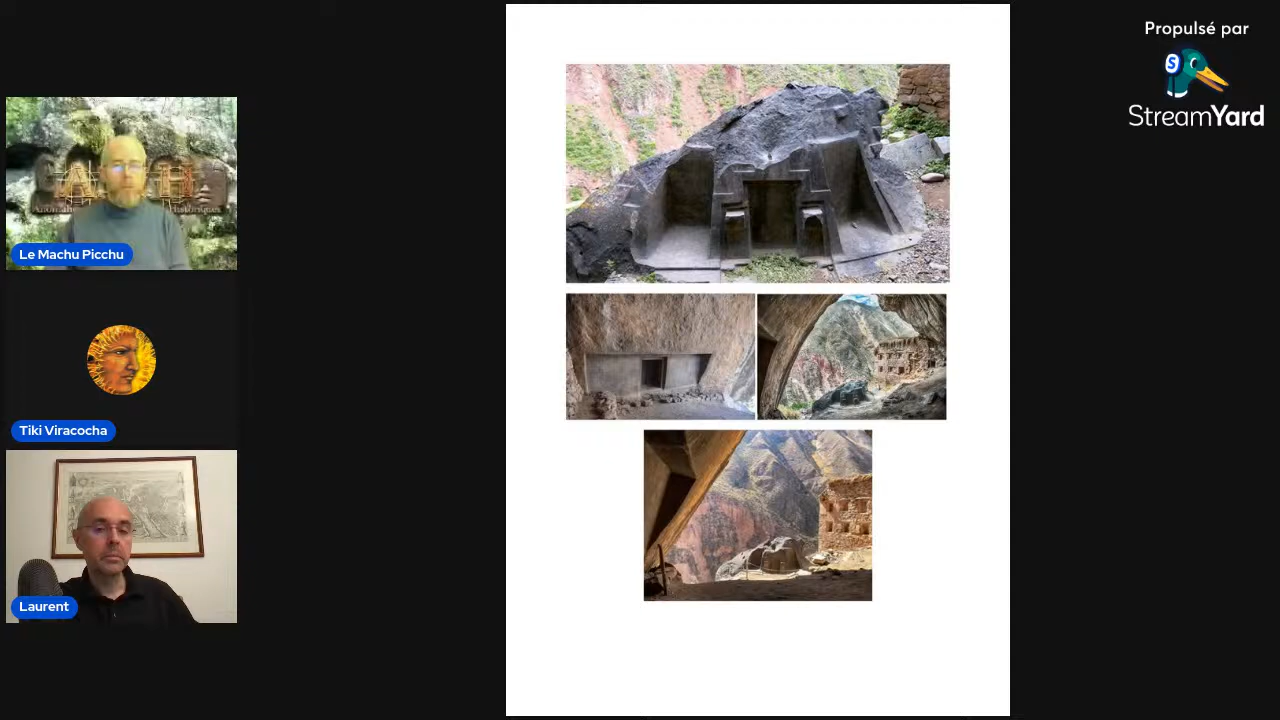 Propulsé par
StreamYard
A H
Le Machu Picchu
Tiki Viracocha
Laurent